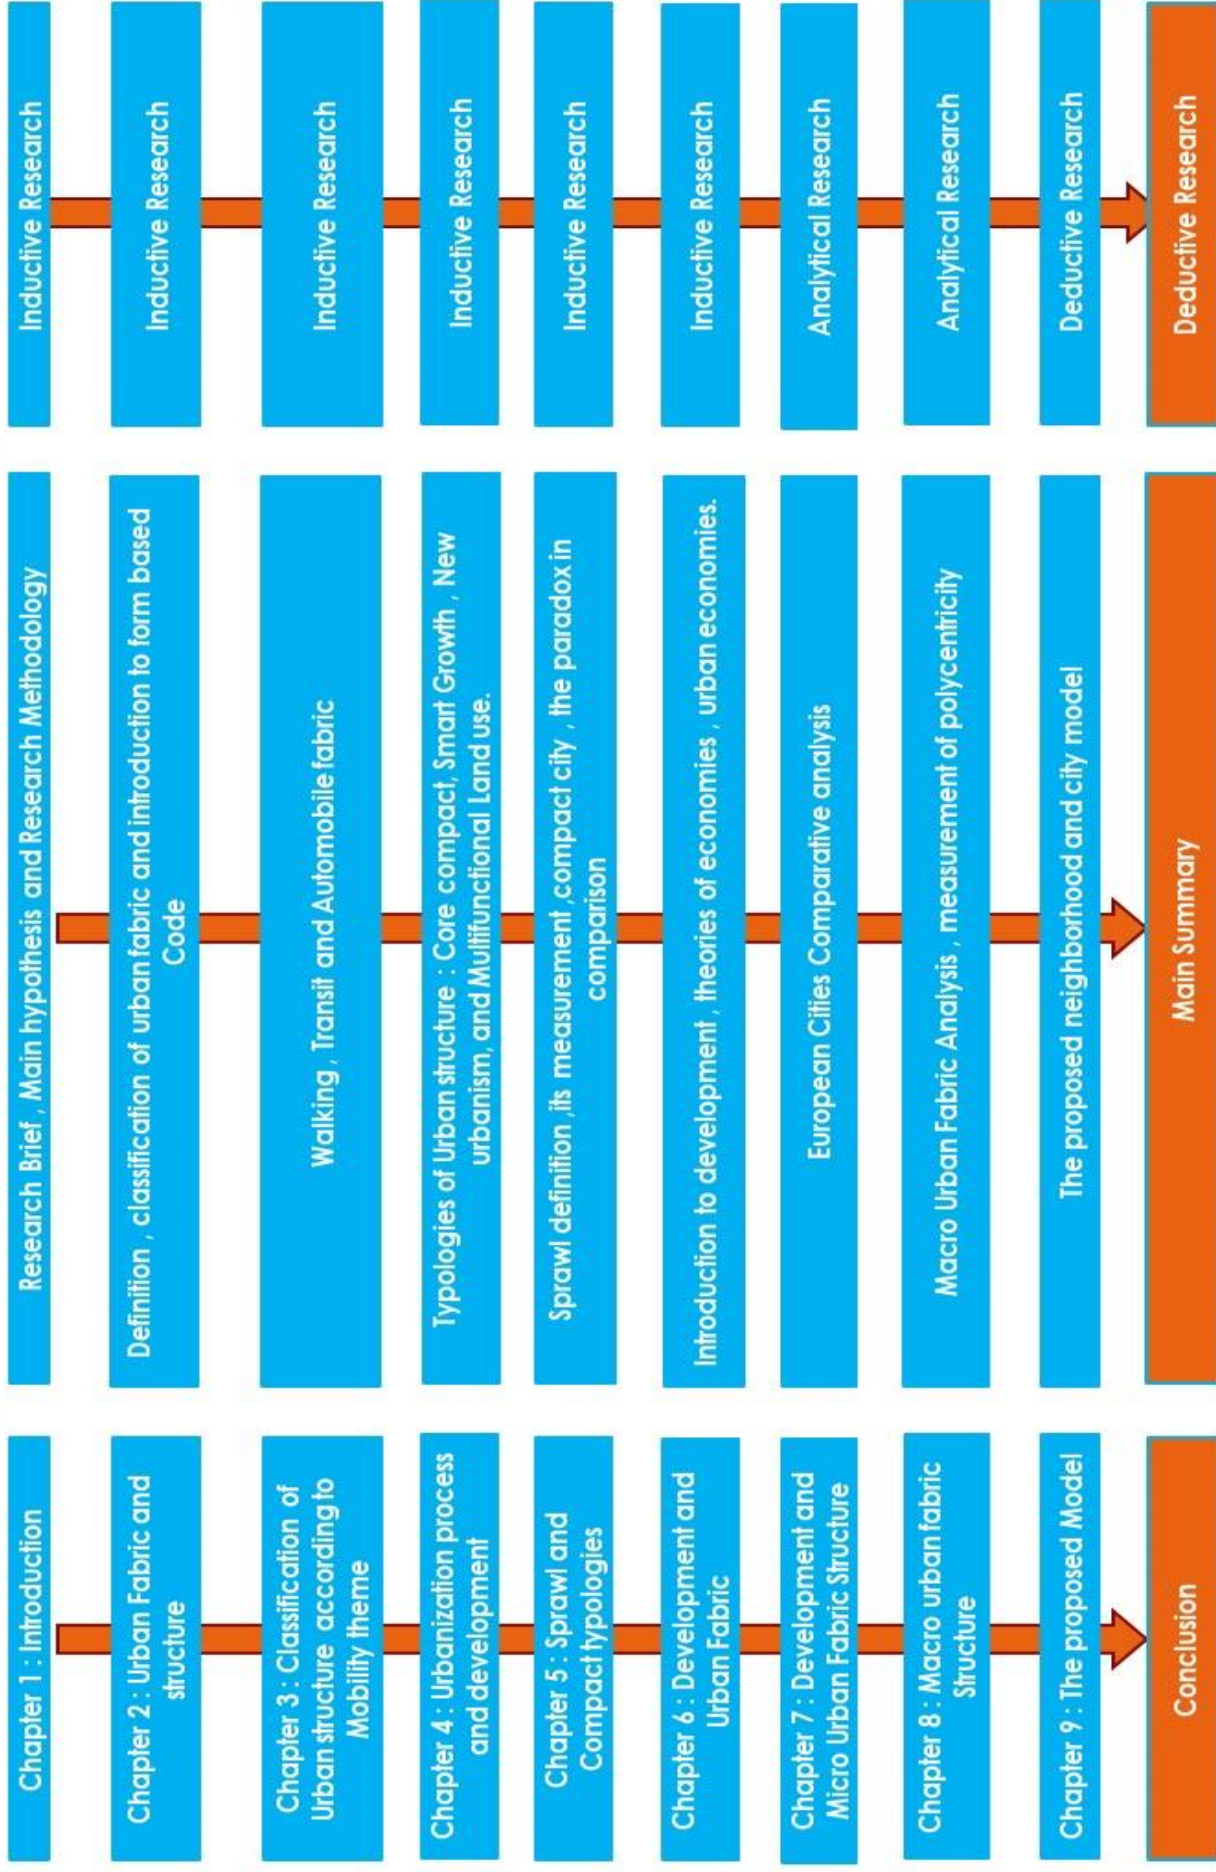 Chapter 1 : Introduction
Research Brief , Main hypothesis and Research Methodology
Inductive Research
Chapter 2 : Urban Fabric and
structure
Definition , classification of urban fabric and introduction to form based
Code
Inductive Research
Chapter 3 : Classification of
Urban structure according to
Mobility theme
Walking , Transit and Automobile fabric
Inductive Research
Chapter 4 : Urbanization process
and development
Typologies of Urban structure : Core compact, Smart Growth , New
urbanism, and Multifunctional Land use.
Inductive Research
Chapter 5 : Sprawl and
Compact typologies
Sprawl definition ,its measurement ,compact city , the paradox in
comparison
Inductive Research
Chapter 6 : Development and
Urban Fabric
Introduction to development , theories of economies , urban economies.
Inductive Research
Chapter 7 : Development and
Micro Urban Fabric Structure
European Cities Comparative analysis
Analytical Research
Chapter 8 : Macro urban fabric
Structure
Macro Urban Fabric Analysis , measurement of polycentricity
Analytical Research
Chapter 9 : The proposed Model
The proposed neighborhood and city model
Deductive Research
Conclusion
Main Summary
Deductive Research